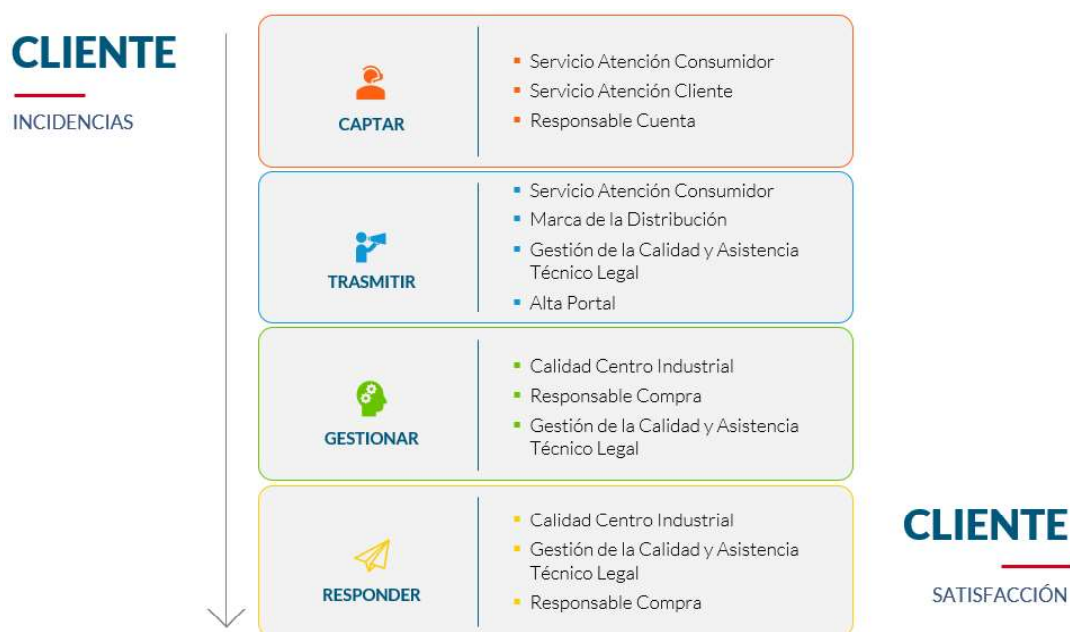 CLIENTE
INCIDENCIAS
CAPTAR
Servicio Atención Consumidor
Servicio Atención Cliente
Responsable Cuenta
TRASMITIR
Servicio Atención Consumidor
Marca de la Distribución
Gestión de la Calidad y Asistencia
Técnico Legal
Alta Portal
GESTIONAR
Calidad Centro Industrial
Responsable Compra
Gestión de la Calidad y Asistencia
Técnico Legal
RESPONDER
Calidad Centro Industrial
Gestión de la Calidad y Asistencia
Técnico Legal
Responsable Compra
CLIENTE
SATISFACCIÓN